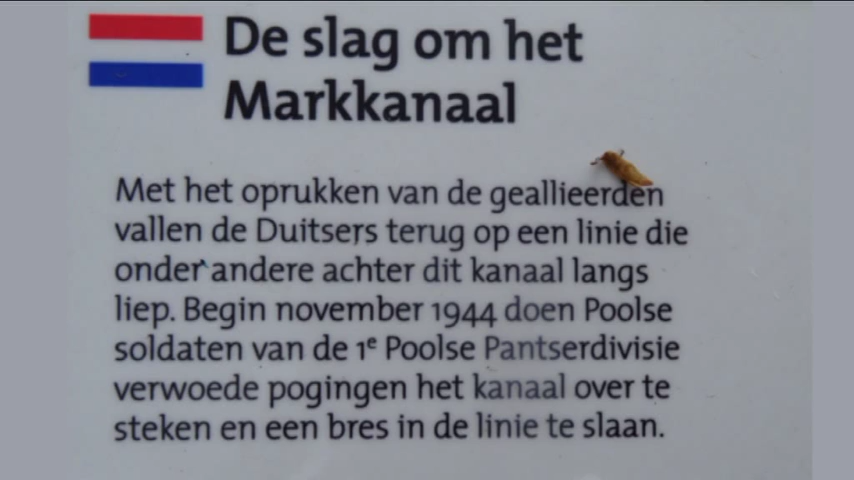 De slag om het
Markkanaal
Met het oprukken van de geallieerden
vallen de Duitsers terug op een linie die
onder andere achter dit kanaal langs
liep. Begin november 1944 doen Poolse
soldaten van de 1e Poolse Pantserdivisie
verwoede pogingen het kanaal over te
steken en een bres in de linie te slaan.